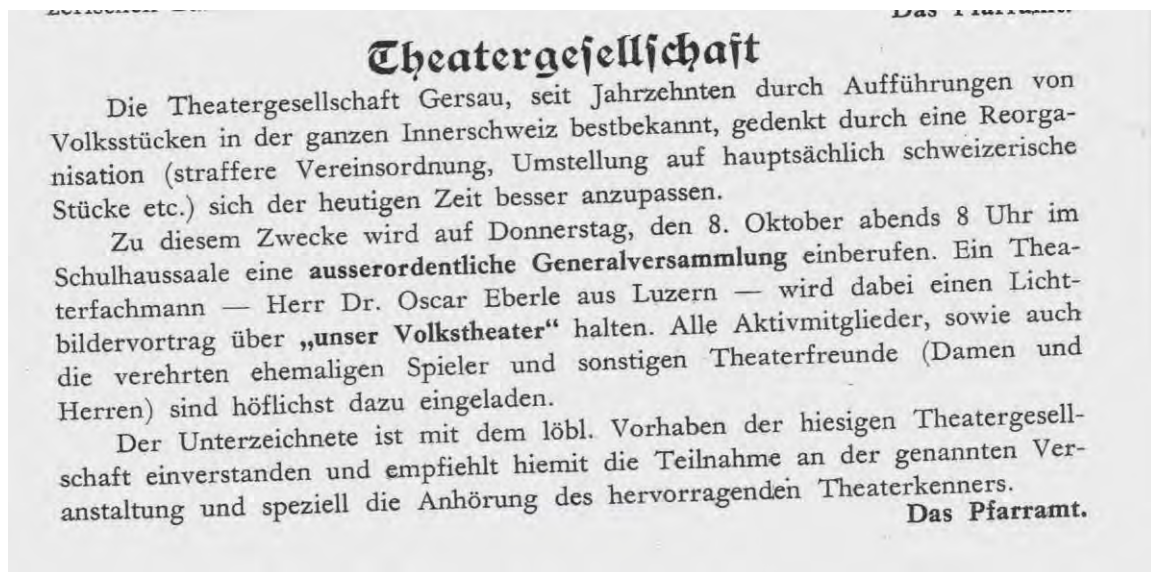 Das Pfarramt.
Theatergesellschaft
Die Theatergesellschaft Gersau, seit Jahrzehnten durch Aufführungen von
Volksstücken in der ganzen Innerschweiz bestbekannt, gedenkt durch eine Reorga-
nisation (straffere Vereinsordnung, Umstellung auf hauptsächlich schweizerische
Stücke etc.) sich der heutigen Zeit besser anzupassen.
Zu diesem Zwecke wird auf Donnerstag, den 8. Oktober abends 8 Uhr im
Schulhaussaale eine ausserordentliche Generalversammlung einberufen. Ein Thea-
terfachmann — Herr Dr. Oscar Eberle aus Luzern — wird dabei einen Licht-
bildervortrag über „unser Volkstheater“ halten. Alle Aktivmitglieder, sowie auch
die verehrten ehemaligen Spieler und sonstigen Theaterfreunde (Damen und
Herren) sind höflichst dazu eingeladen.
Der Unterzeichnete ist mit dem löbl. Vorhaben der hiesigen Theatergesell-
schaft einverstanden und empfiehlt hiemit die Teilnahme an der genannten Ver-
anstaltung und speziell die Anhörung des hervorragenden Theaterkenners.
Das Pfarramt.